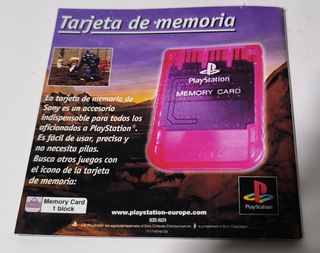 Tarjeta de memoria
PlayStation
MEMORY CARD
La tarjeta de memoria de
Sony es un accesorio
indispensable para todos los
aficionados a PlayStation.
Es fácil de usar, precisa y
no necesita pilas.
Busca otros juegos con
el ícono de la tarjeta
de memoria:
Memory Card
1 block
www.playstation-europe.com
PlayStation